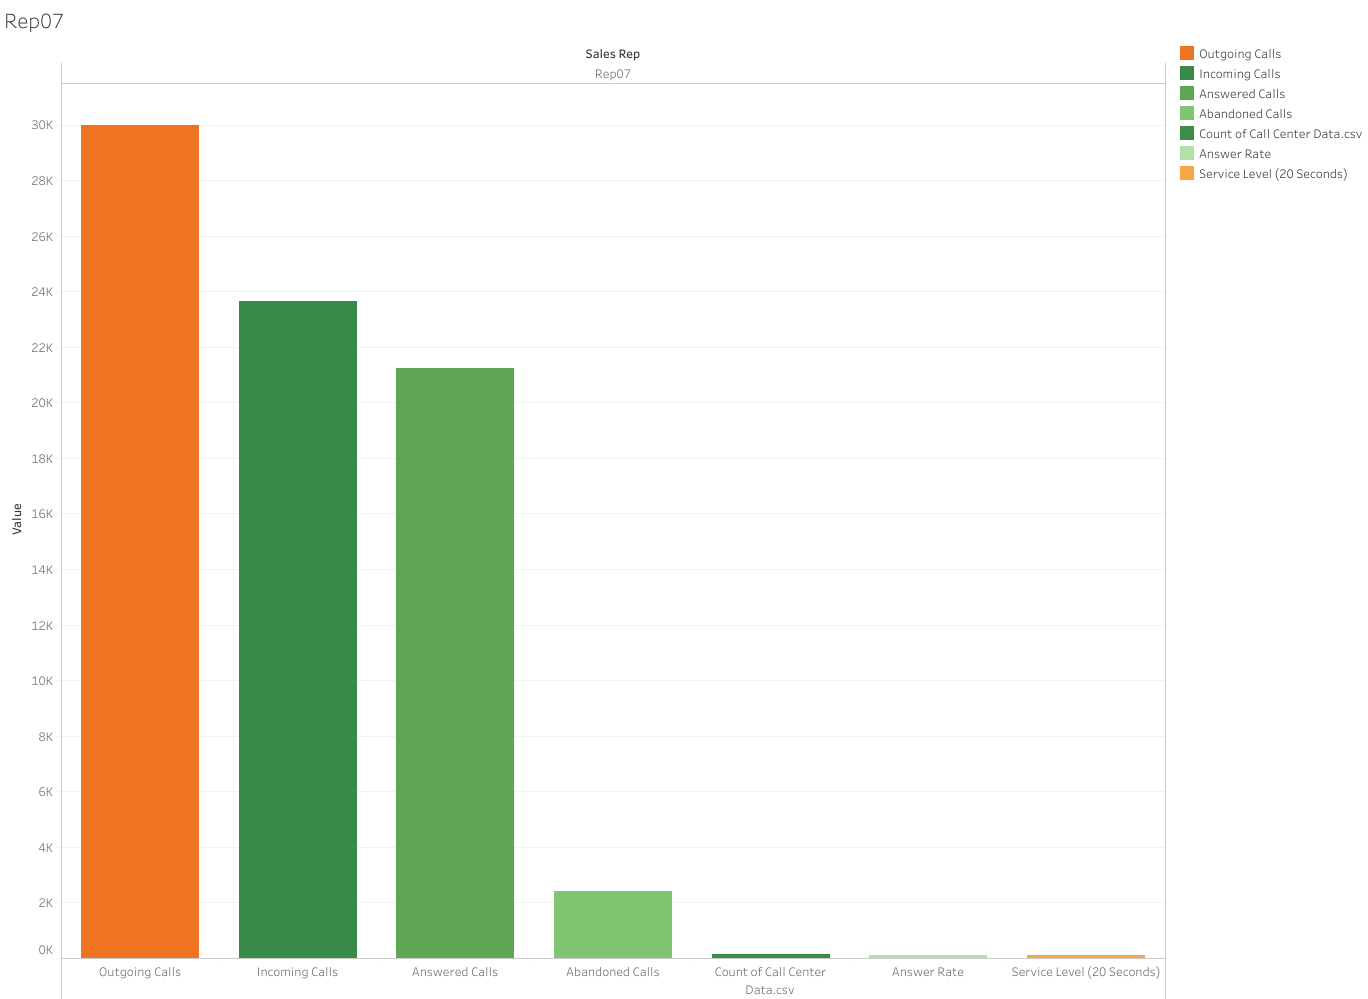 Rep07
Sales Rep
Rep07
Outgoing Calls
Incoming Calls
Answered Calls
Abandoned Calls
Count of Call Center Data.csv
Answer Rate
Service Level (20 Seconds)
Value
30K
28K
26K
24K
22K
20K
18K
16K
14K
12K
10K
8K
6K
4K
2K
0K
Outgoing Calls
Incoming Calls
Answered Calls
Abandoned Calls
Count of Call Center
Data.csv
Answer Rate
Service Level (20 Seconds)